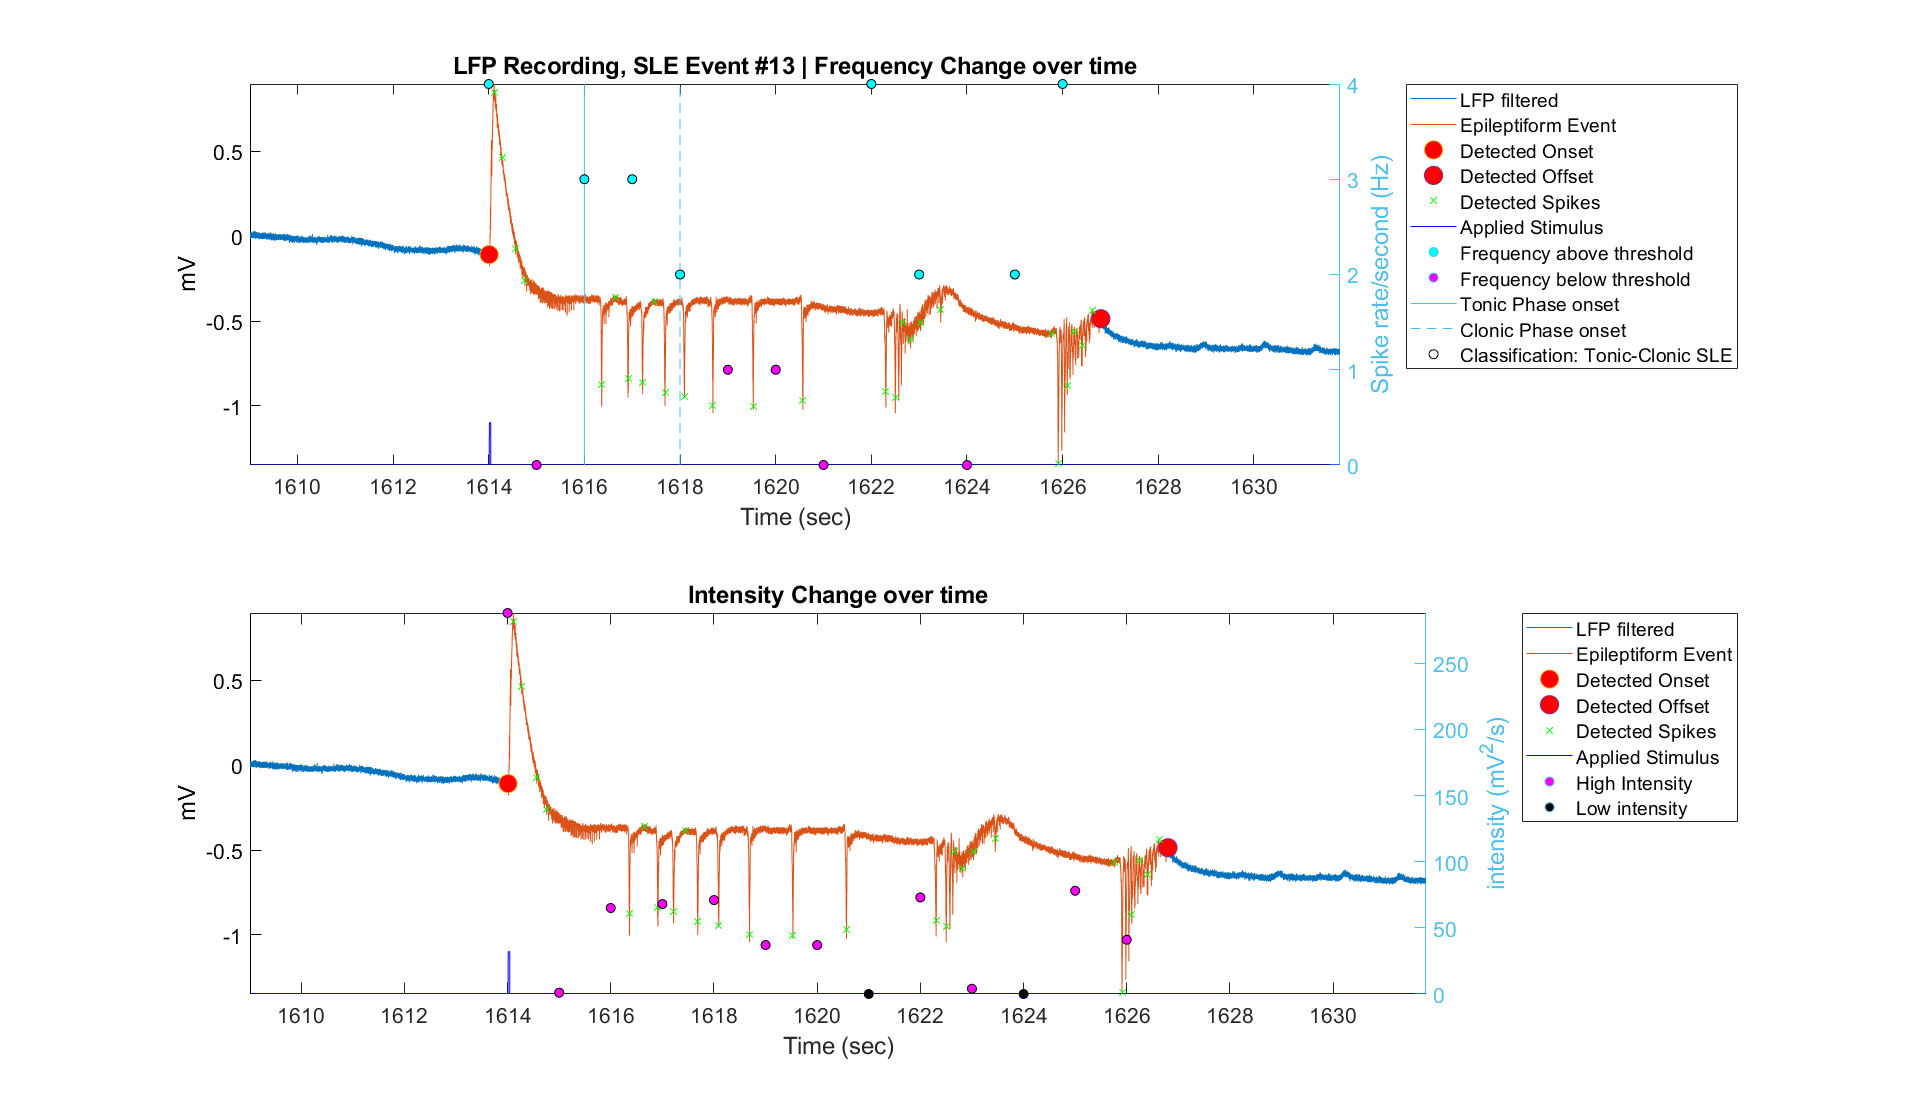 LFP Recording, SLE Event #13 | Frequency Change over time
0.5
0
-0.5
-1
mV
4
3
2
1
0
Spike rate/second (Hz)
1610 1612 1614 1616 1618 1620 1622 1624 1626 1628 1630
Time (sec)
LFP filtered
Epileptiform Event
Detected Onset
Detected Offset
Detected Spikes
Applied Stimulus
Frequency above threshold
Frequency below threshold
Tonic Phase onset
Clonic Phase onset
Classification: Tonic-Clonic SLE
Intensity Change over time
0.5
0
-0.5
-1
mV
250
200
150
100
50
0
intensity (mV²/s)
1610 1612 1614 1616 1618 1620 1622 1624 1626 1628 1630
Time (sec)
LFP filtered
Epileptiform Event
Detected Onset
Detected Offset
Detected Spikes
Applied Stimulus
High Intensity
Low intensity